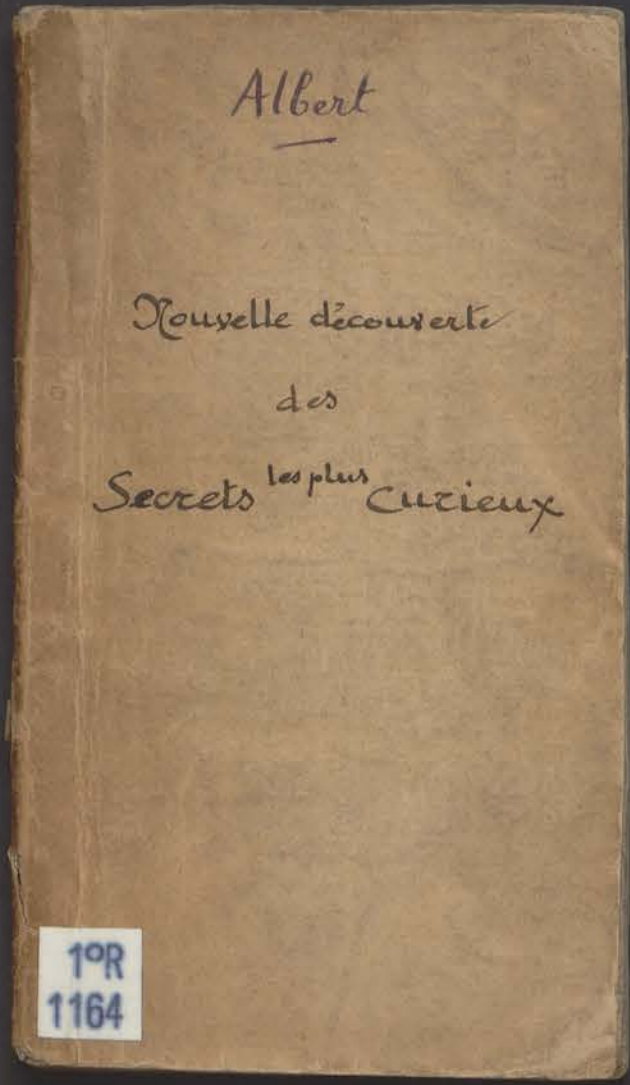 Albert
Nouvelle découverte
des
Secrets les plus curieux
1°R
1164